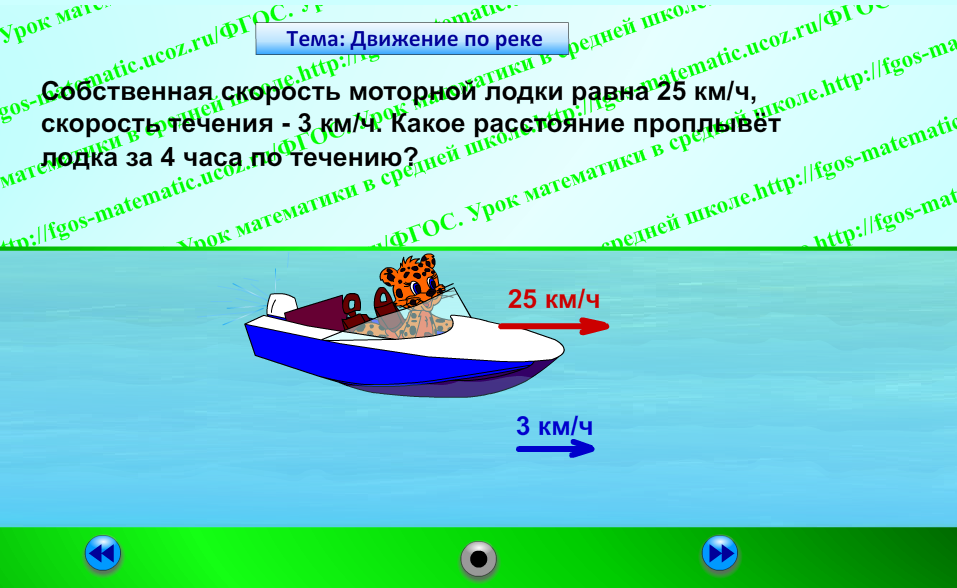 Тема: Движение по реке
Собственная скорость моторной лодки равна 25 км/ч,
скорость течения - 3 км/ч. Какое расстояние проплывёт
лодка за 4 часа по течению?
25 км/ч
3 км/ч